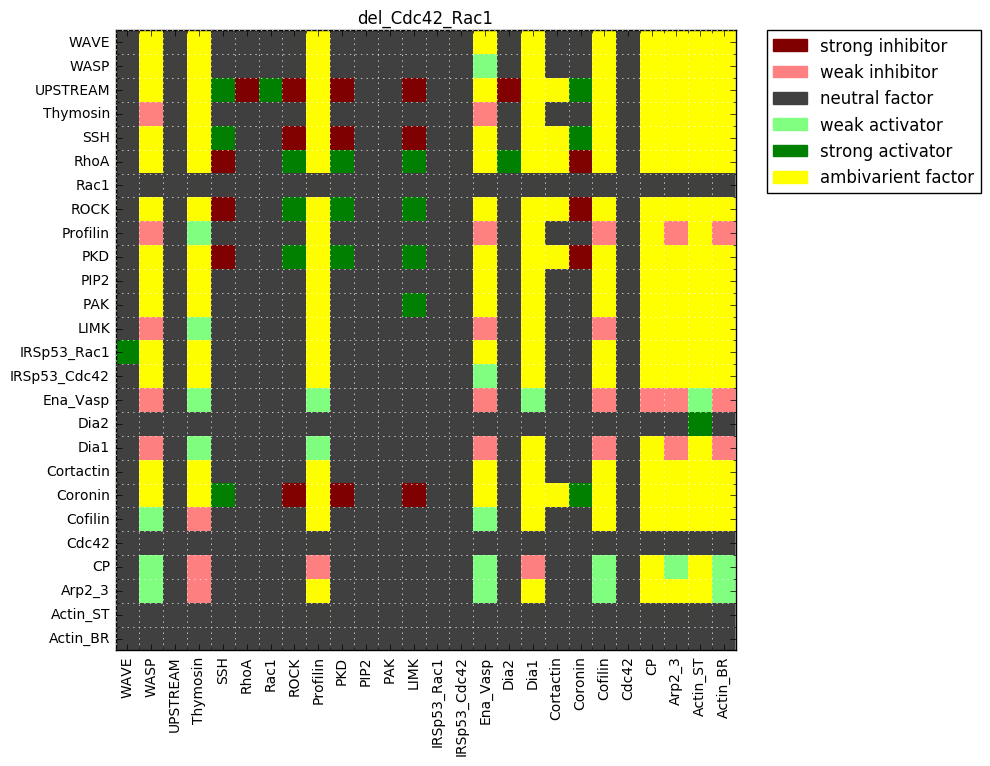 del_Cdc42_Rac1
strong inhibitor
weak inhibitor
neutral factor
weak activator
strong activator
ambivarient factor
WAVE
WASP
UPSTREAM
Thymosin
SSH
RhoA
Rac1
ROCK
Profilin
PKD
PIP2
PAK
LIMK
IRSp53_Rac1
IRSp53_Cdc42
Ena_Vasp
Dia2
Dia1
Cortactin
Coronin
Cofilin
Cdc42
CP
Arp2_3
Actin_ST
Actin_BR
WAVE
WASP
UPSTREAM
Thymosin
SSH
RhoA
Rac1
ROCK
Profilin
PKD
PIP2
PAK
LIMK
IRSp53_Rac1
IRSp53_Cdc42
Ena_Vasp
Dia2
Dia1
Cortactin
Coronin
Cofilin
Cdc42
CP
Arp2_3
Actin_ST
Actin_BR